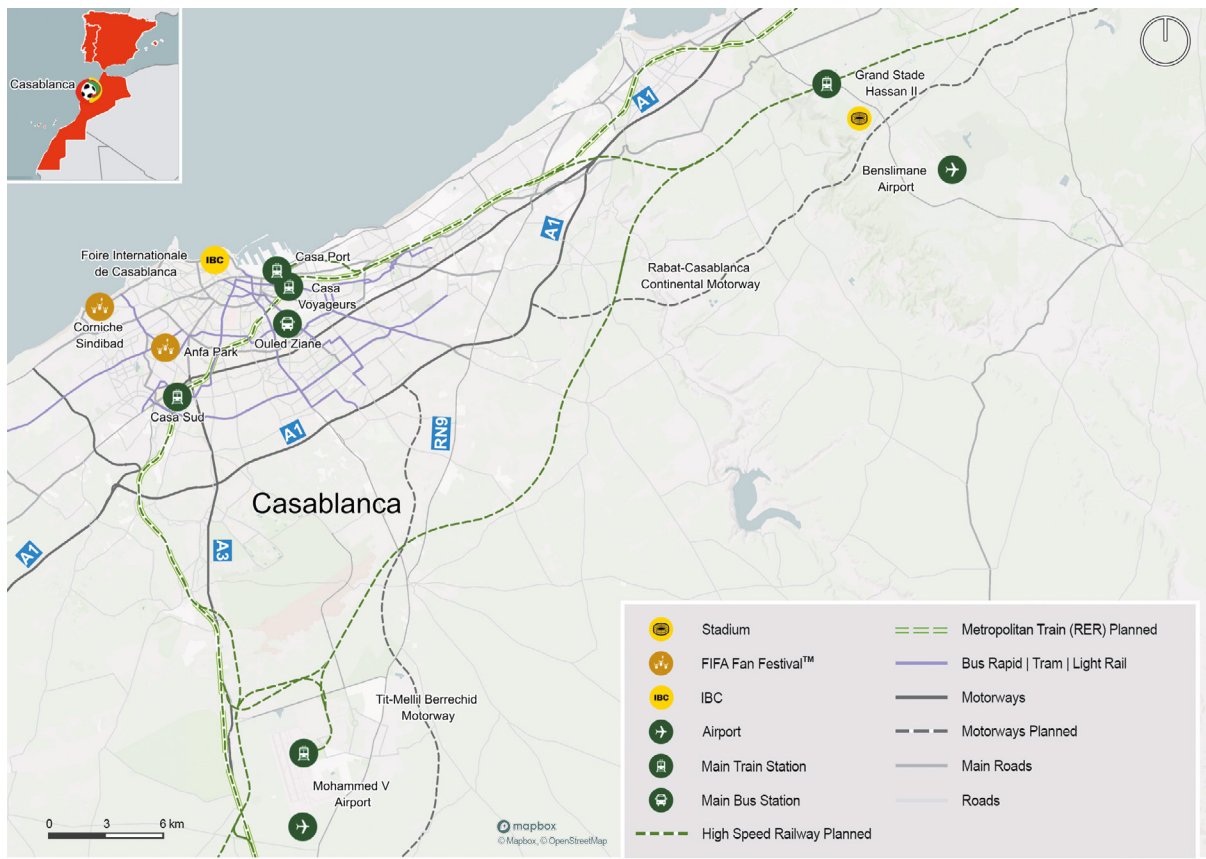 Casablanca
A1
Grand Stade
Hassan II
Benslimane
Airport
A1
Foire Internationale
de Casablanca
IBC
Casa Port
Casa
Voyageurs
Rabat-Casablanca
Continental Motorway
Corniche
Sindibad
Anfa Park
Ouled Ziane
Casa Sud
A1
RN9
Casablanca
A1
A3
Tit-Mellil Berrechid
Motorway
Mohammed V
Airport
0 3 6 km
mapbox
© Mapbox, © OpenStreetMap
Stadium
FIFA Fan Festival™
IBC IBC
Airport
Main Train Station
Main Bus Station
High Speed Railway Planned
Metropolitan Train (RER) Planned
Bus Rapid | Tram | Light Rail
Motorways
Motorways Planned
Main Roads
Roads